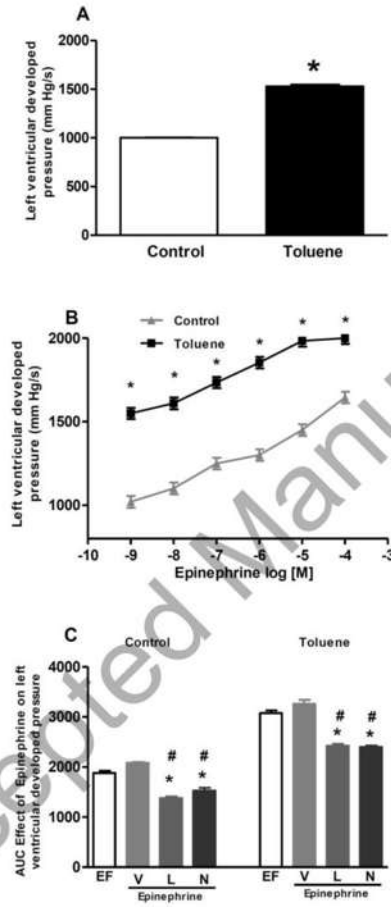 A
Left ventricular developed
pressure (mm Hg/s)
2000
1500
1000
500
0
*
Control
Toluene
B
Control
Toluene
Left ventricular developed
pressure (mm Hg/s)
2000
1500
1000
* * * * * *
-10 -9 -8 -7 -6 -5 -4 -3
Epinephrine log [M]
C
Control
Toluene
AUC Effect of Epinephrine on left
ventricular developed pressure
4000
3000
2000
1000
0
# # # #
* * * *
EF V L N EF V L N
Epinephrine
Epinephrine